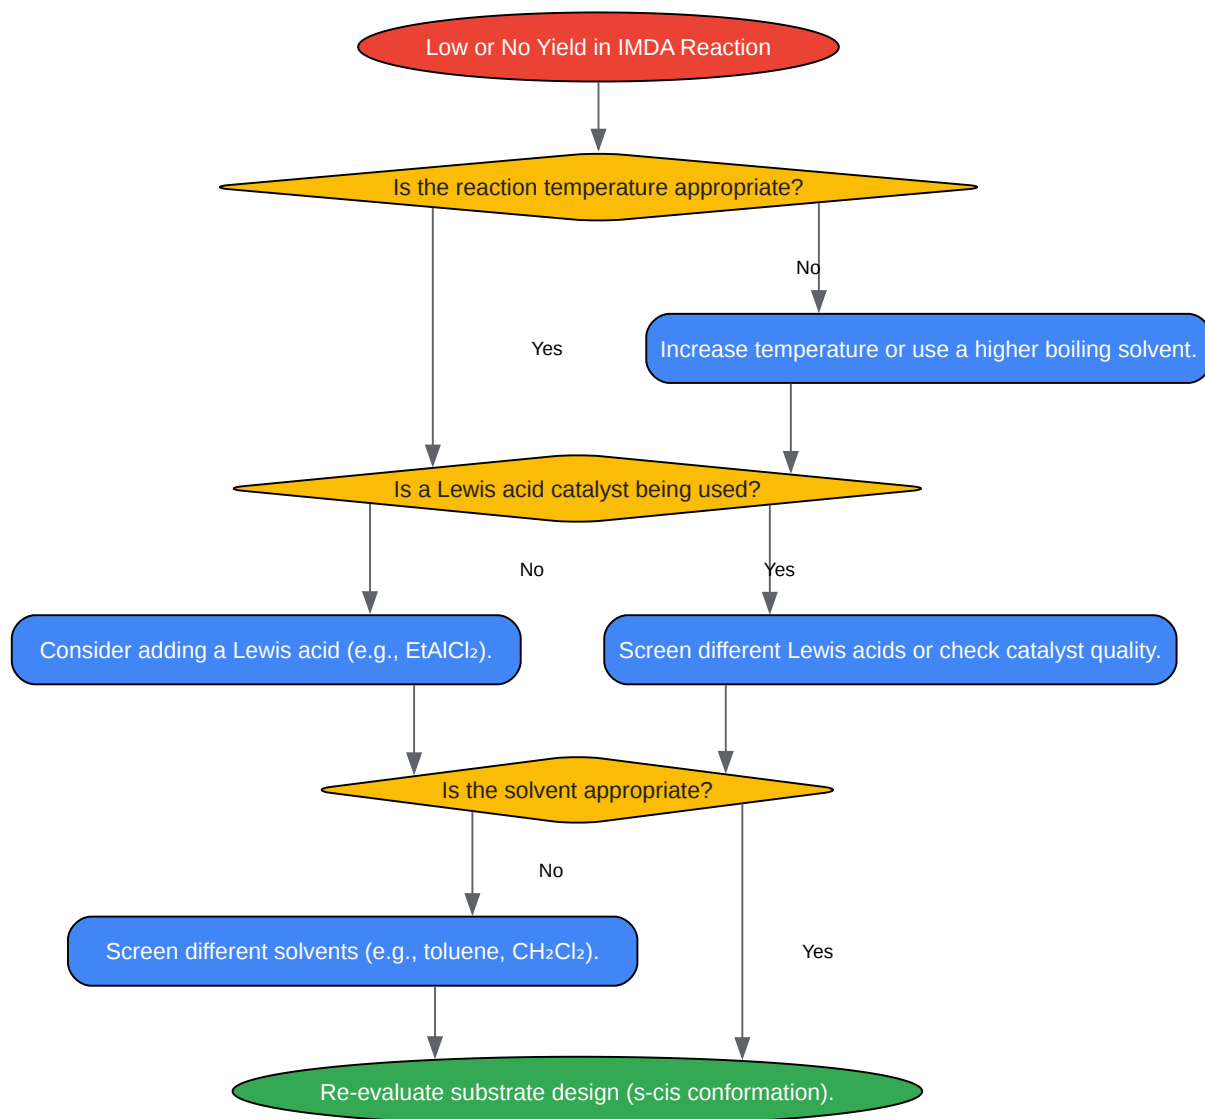 Low or No Yield in IMDA Reaction
Is the reaction temperature appropriate?
No
Yes
Increase temperature or use a higher boiling solvent.
Is a Lewis acid catalyst being used?
No
Yes
Consider adding a Lewis acid (e.g., EtAlCl₂).
Screen different Lewis acids or check catalyst quality.
Is the solvent appropriate?
No
Screen different solvents (e.g., toluene, CH₂Cl₂).
Yes
Re-evaluate substrate design (s-cis conformation).